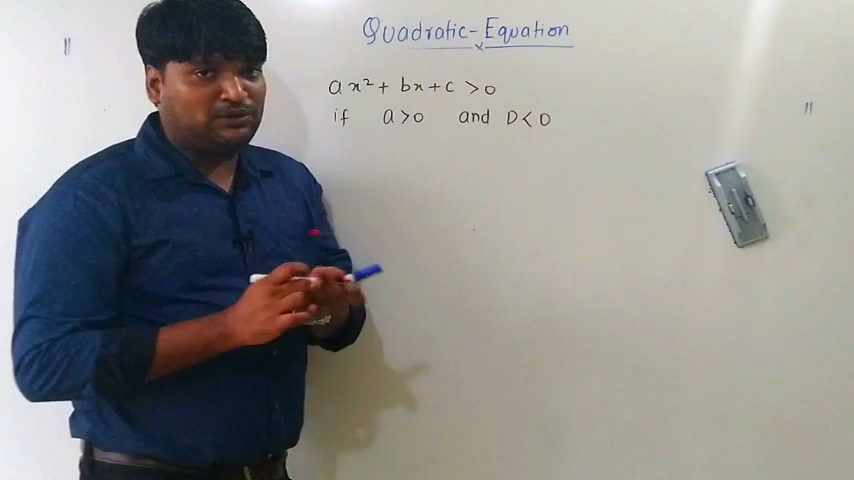 Quadratic-Equation
ax² + bx + c > 0
if a > 0 and D < 0